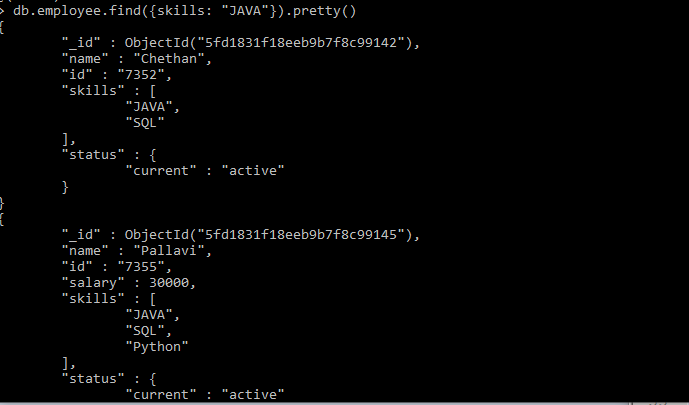 > db.employee.find({skills: "JAVA"}).pretty()
{
"_id" : ObjectId("5fd1831f18eeb9b7f8c99142"),
"name" : "Chethan",
"id" : "7352",
"skills" : [
"JAVA",
"SQL"
],
"status" : {
"current" : "active"
}
}
{
"_id" : ObjectId("5fd1831f18eeb9b7f8c99145"),
"name" : "Pallavi",
"id" : "7355",
"salary" : 30000,
"skills" : [
"JAVA",
"SQL",
"Python"
],
"status" : {
"current" : "active"